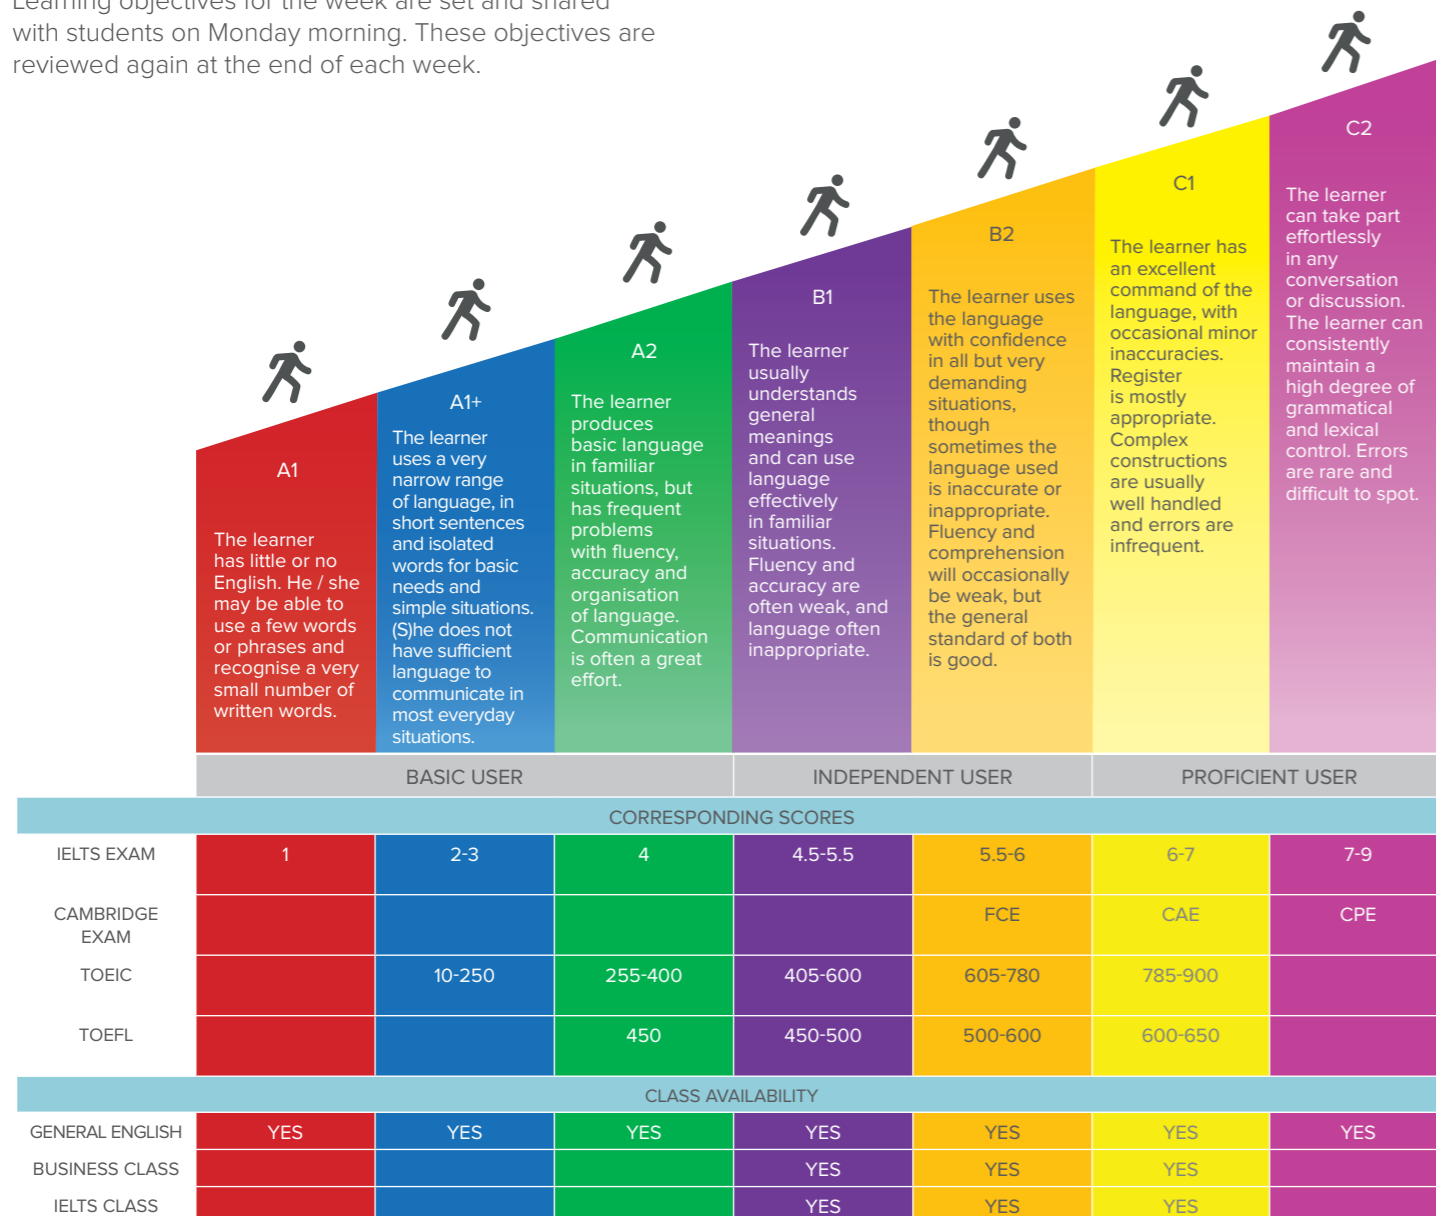 Learning objectives for the week are set and shared
with students on Monday morning. These objectives are
reviewed again at the end of each week.
A1
The learner
has little or no
English. He / she
may be able to
use a few words
or phrases and
recognise a very
small number of
written words.
A1+
The learner
uses a very
narrow range
of language, in
short sentences
and isolated
words for basic
needs and
simple situations.
(S)he does not
have sufficient
language to
communicate in
most everyday
situations.
A2
The learner
produces
basic language
in familiar
situations, but
has frequent
problems
with fluency,
accuracy and
organisation
of language.
Communication
is often a great
effort.
B1
The learner
usually
understands
general
meanings
and can use
language
effectively
in familiar
situations.
Fluency and
accuracy are
often weak, and
language often
inappropriate.
B2
The learner uses
the language
with confidence
in all but very
demanding
situations,
though
sometimes the
language used
is inaccurate or
inappropriate.
Fluency and
comprehension
will occasionally
be weak, but
the general
standard of both
is good.
C1
The learner has
an excellent
command of the
language, with
occasional minor
inaccuracies.
Register
is mostly
appropriate.
Complex
constructions
are usually
well handled
and errors are
infrequent.
C2
The learner
can take part
effortlessly
in any
conversation
or discussion.
The learner can
consistently
maintain a
high degree of
grammatical
and lexical
control. Errors
are rare and
difficult to spot.
BASIC USER INDEPENDENT USER PROFICIENT USER
CORRESPONDING SCORES
IELTS EXAM 1 2-3 4 4.5-5.5 5.5-6 6-7 7-9
CAMBRIDGE
EXAM FCE CAE CPE
TOEIC 10-250 255-400 405-600 605-780 785-900
TOEFL 450 450-500 500-600 600-650
CLASS AVAILABILITY
GENERAL ENGLISH YES YES YES YES YES YES YES
BUSINESS CLASS YES YES YES
IELTS CLASS YES YES YES